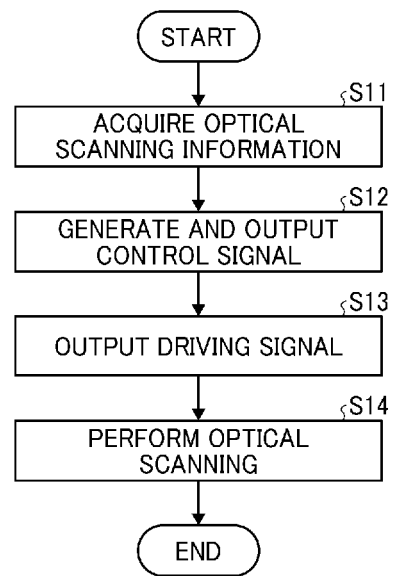 START
S11
ACQUIRE OPTICAL
SCANNING INFORMATION
S12
GENERATE AND OUTPUT
CONTROL SIGNAL
S13
OUTPUT DRIVING SIGNAL
S14
PERFORM OPTICAL
SCANNING
END